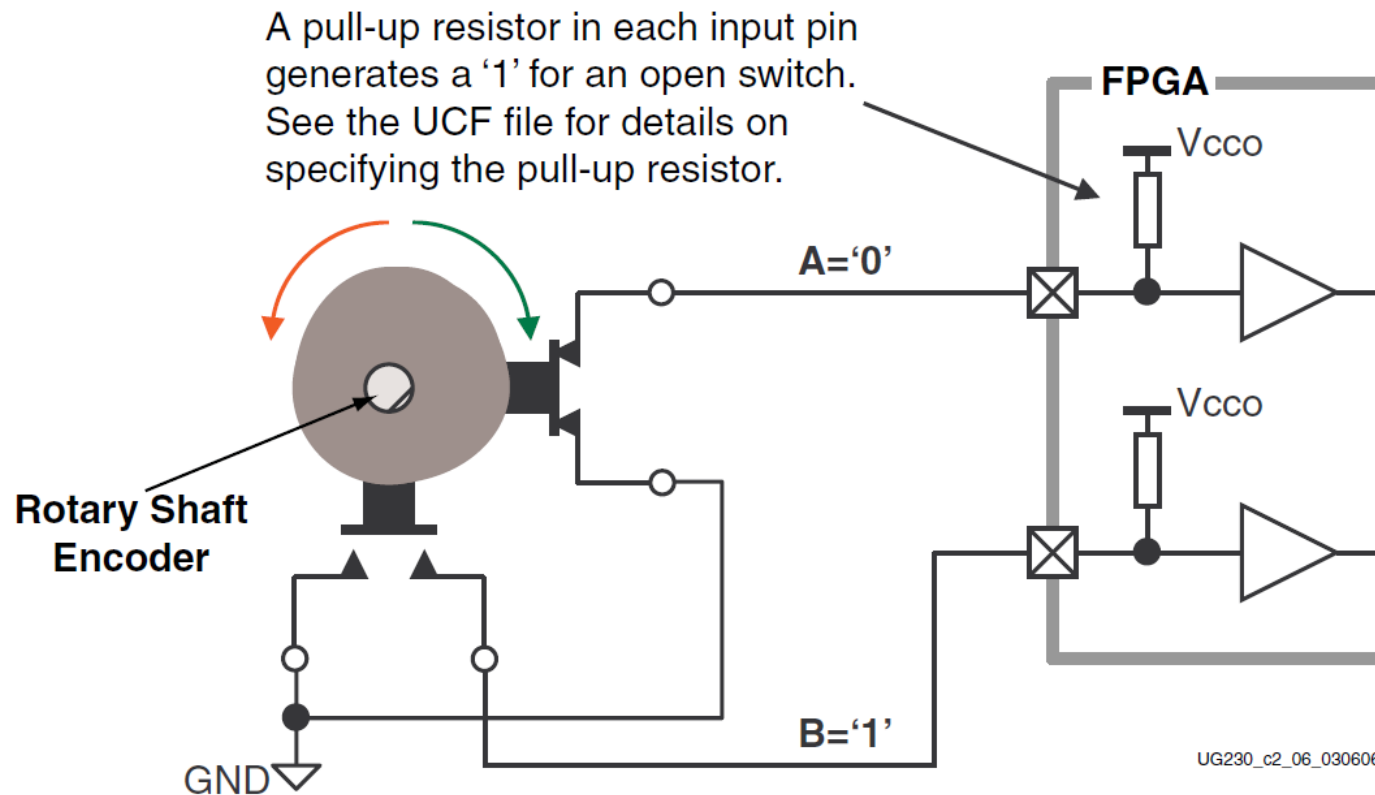 A pull-up resistor in each input pin
generates a ‘1’ for an open switch.
See the UCF file for details on
specifying the pull-up resistor.
FPGA
Vcco
A=‘0’
Vcco
Rotary Shaft
Encoder
B=‘1’
GND
UG230_c2_06_030606